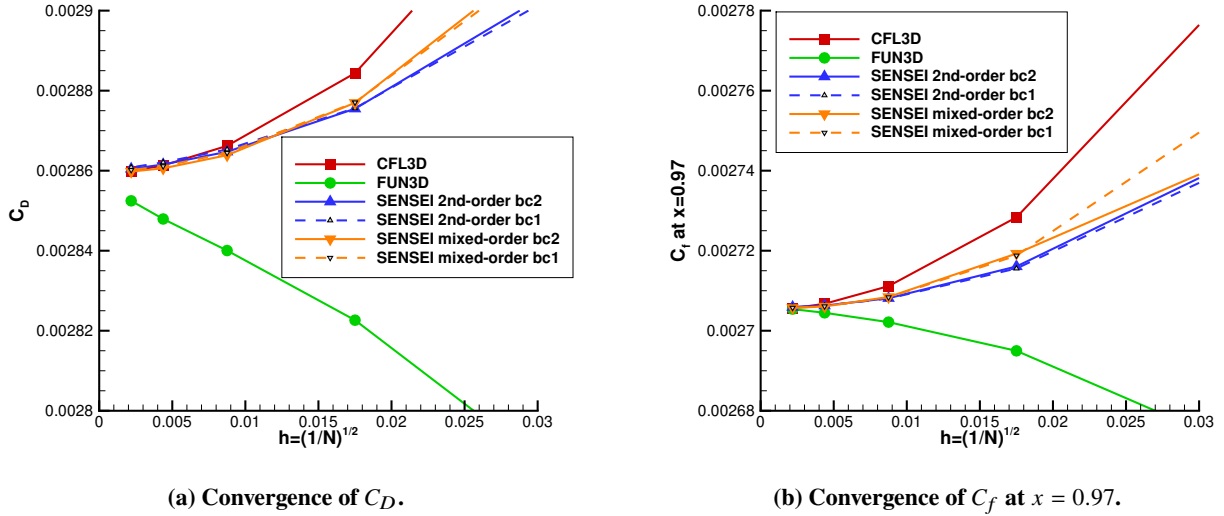 0.0029
0.00288
0.00286
0.00284
0.00282
0.0028
C_D
0
0.005
0.01
0.015
0.02
0.025
0.03
h=(1/N)^{1/2}
CFL3D
FUN3D
SENSEI 2nd-order bc2
SENSEI 2nd-order bc1
SENSEI mixed-order bc2
SENSEI mixed-order bc1
(a) Convergence of C_D.
0.00278
0.00276
0.00274
0.00272
0.0027
0.00268
C_f at x=0.97
0
0.005
0.01
0.015
0.02
0.025
0.03
h=(1/N)^{1/2}
CFL3D
FUN3D
SENSEI 2nd-order bc2
SENSEI 2nd-order bc1
SENSEI mixed-order bc2
SENSEI mixed-order bc1
(b) Convergence of C_f at x = 0.97.